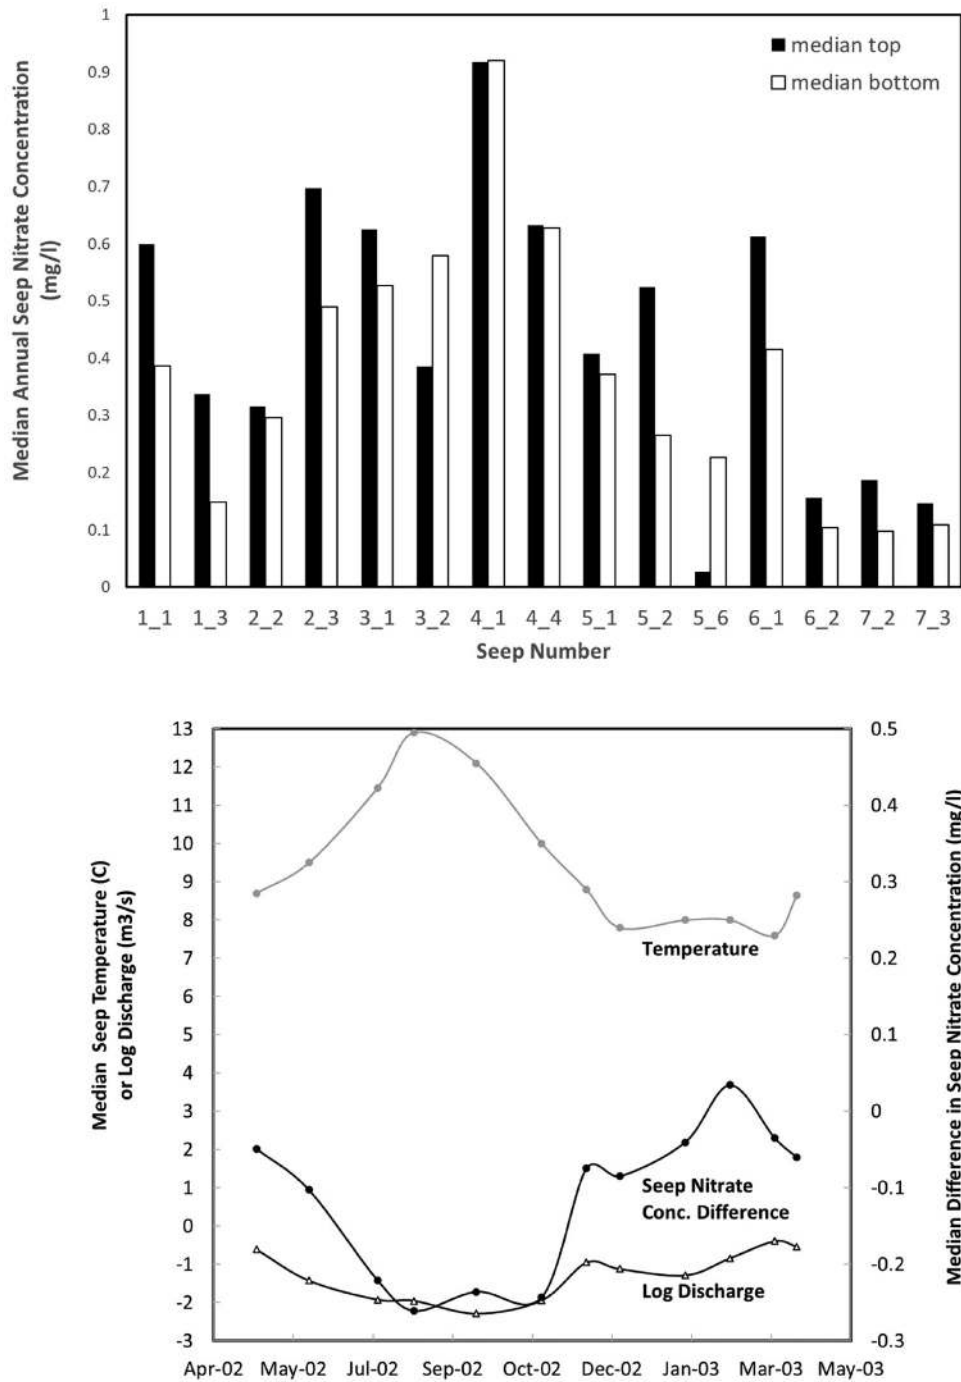 Median Annual Seep Nitrate Concentration
(mg/l)
1
0.9
0.8
0.7
0.6
0.5
0.4
0.3
0.2
0.1
0
median top
median bottom
1_1 1_3 2_2 2_3 3_1 3_2 4_1 4_4 5_1 5_2 5_6 6_1 6_2 7_2 7_3
Seep Number
Median Seep Temperature (C)
or Log Discharge (m3/s)
13
12
11
10
9
8
7
6
5
4
3
2
1
0
-1
-2
-3
Temperature
Seep Nitrate
Conc. Difference
Log Discharge
0.5
0.4
0.3
0.2
0.1
0
-0.1
-0.2
-0.3
Median Difference in Seep Nitrate Concentration (mg/l)
Apr-02 May-02 Jul-02 Sep-02 Oct-02 Dec-02 Jan-03 Mar-03 May-03